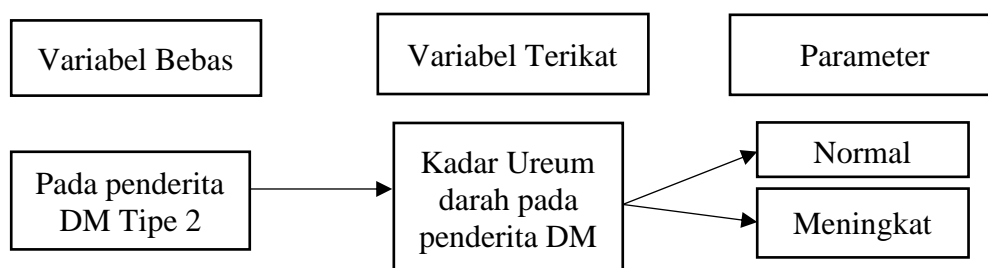 Variabel Bebas
Variabel Terikat
Parameter
Pada penderita
DM Tipe 2
Kadar Ureum
darah pada
penderita DM
Normal
Meningkat